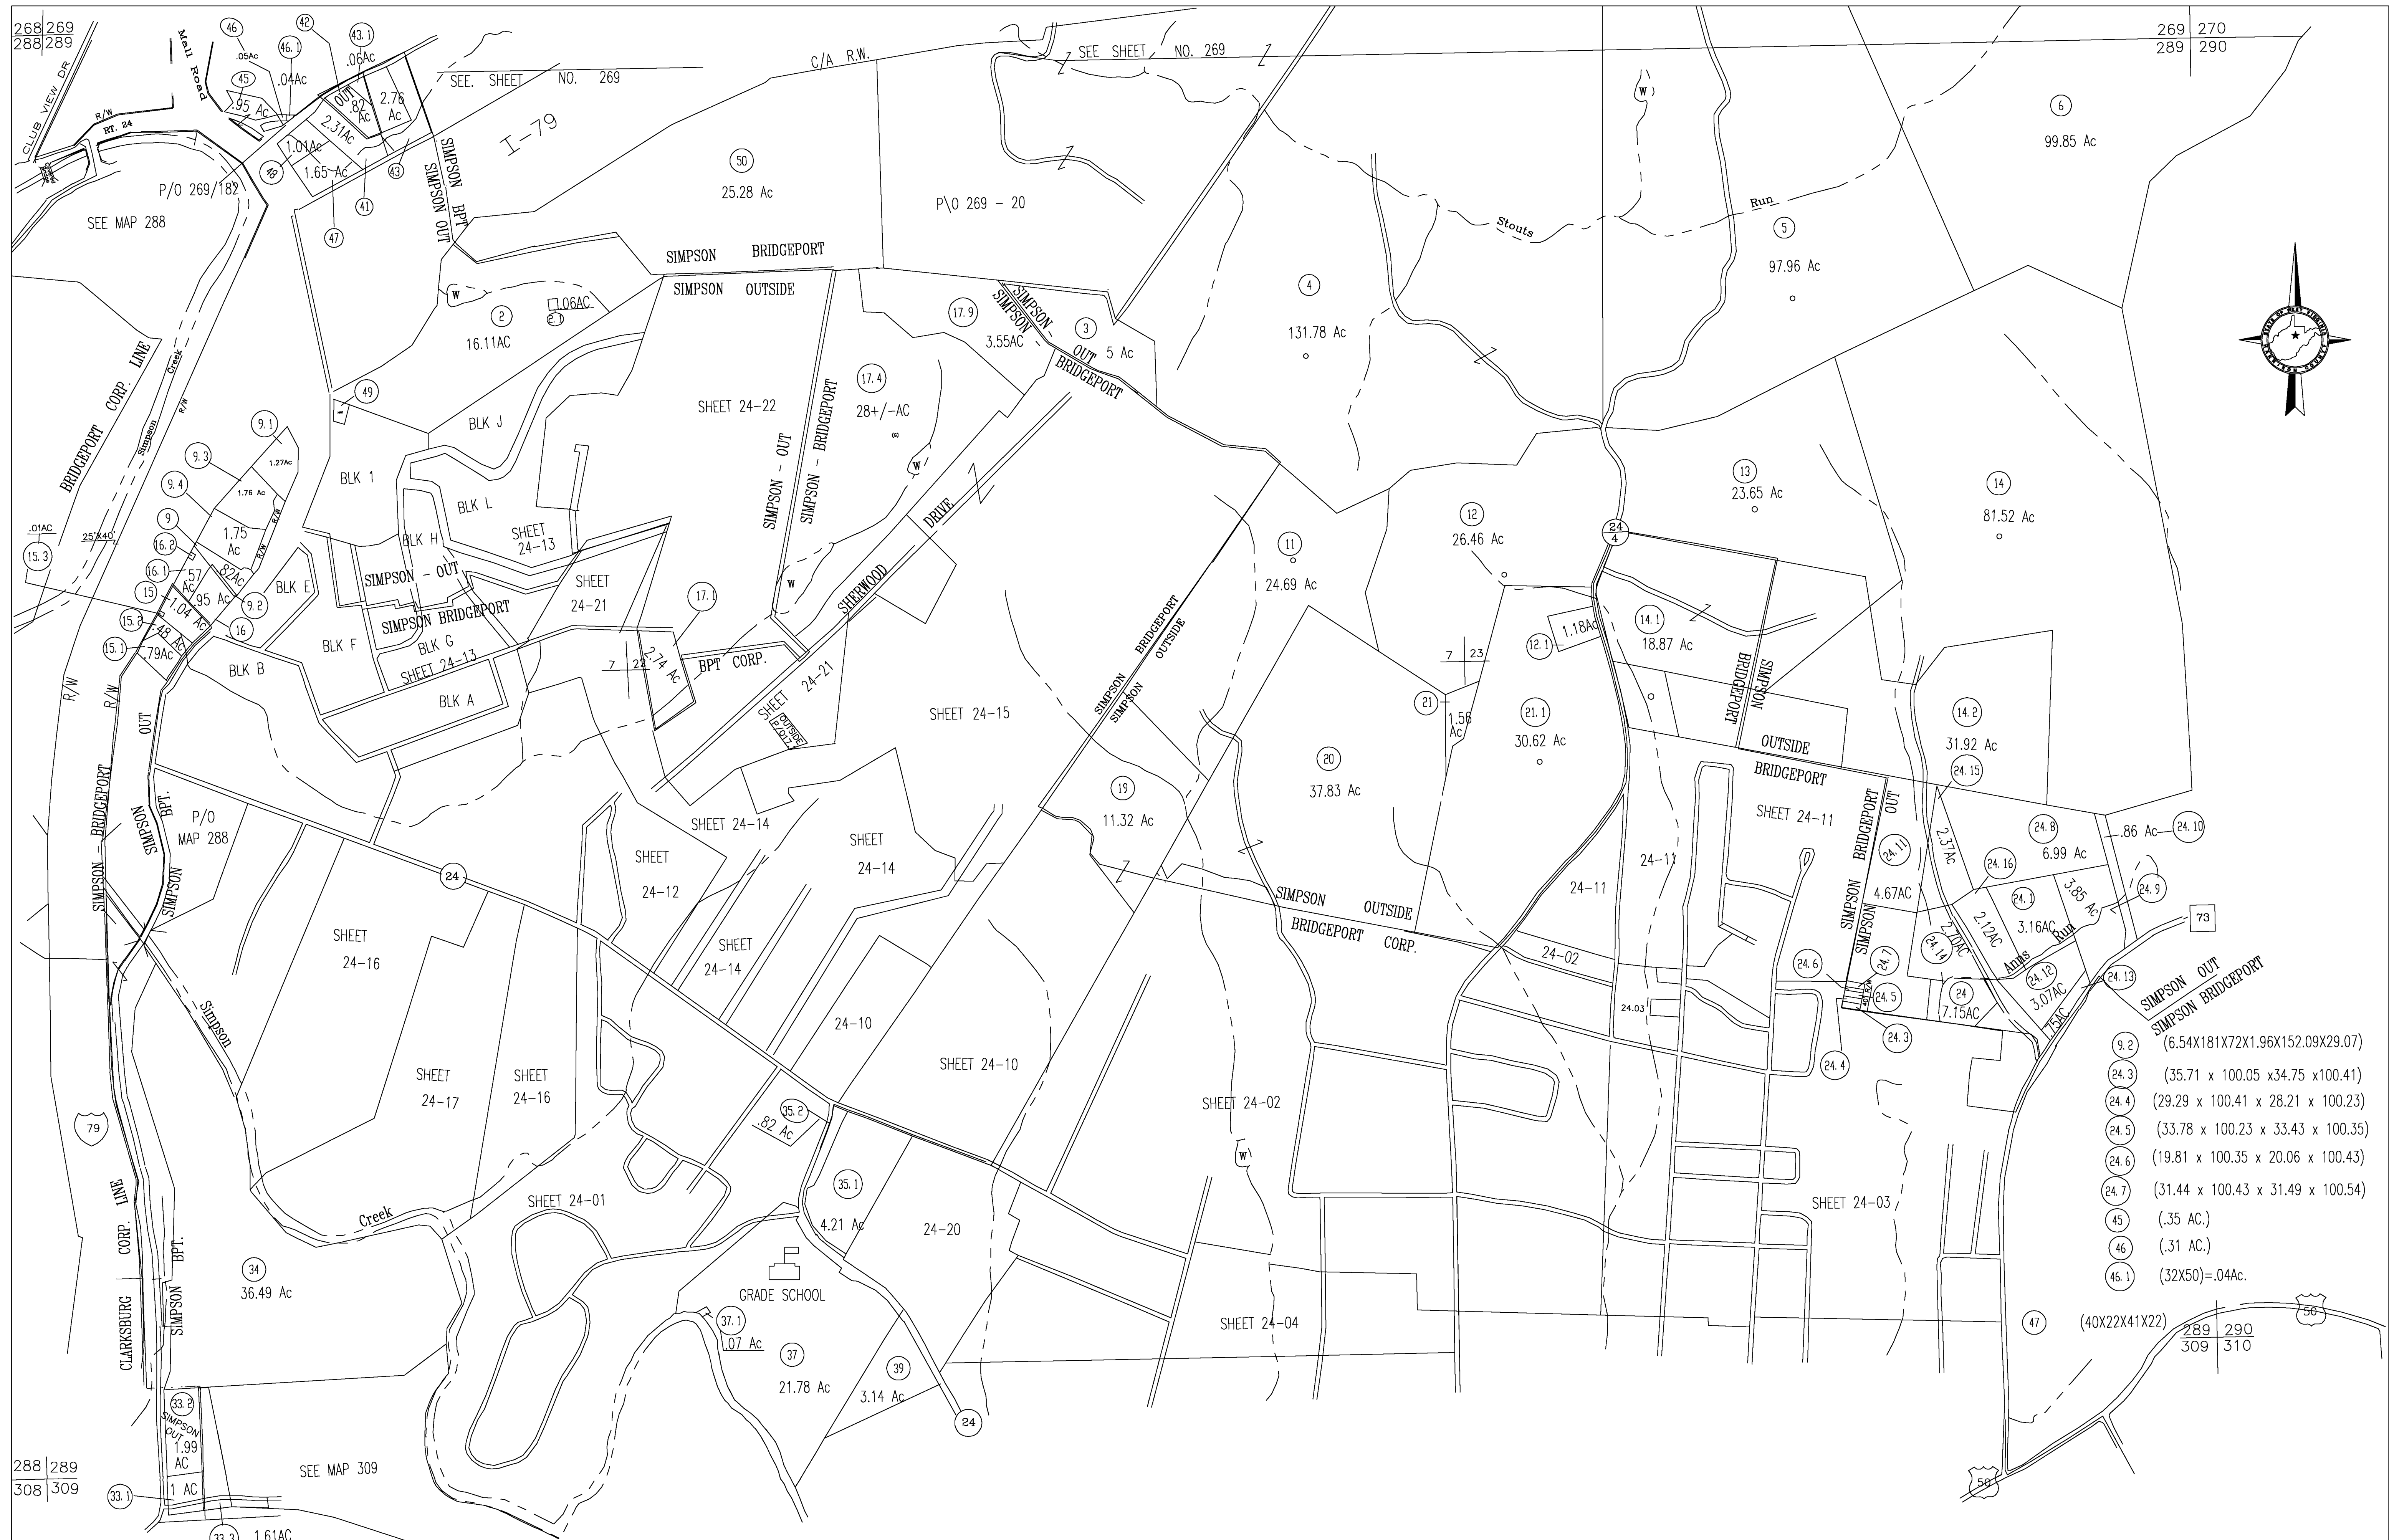 268 269
288 289
CLUB VIEW DR
Mall Road
R/W
RT. 24
46
42
43.1
46.1
.05Ac
.04Ac
.06Ac
45
.95 Ac
OUT
.82
Ac
2.76
Ac
2.31Ac
1.01Ac
1.65 Ac
48
43
41
47
P/O 269/182
SEE MAP 288
SEE. SHEET NO. 269
I-79
SIMPSON BPT
SIMPSON OUT
C/A R.W.
SEE SHEET NO. 269
269 270
289 290
50
25.28 Ac
P\O 269 - 20
W
Stouts
Run
6
99.85 Ac
5
97.96 Ac
4
131.78 Ac
SIMPSON BRIDGEPORT
SIMPSON OUTSIDE
W
.06AC
2.1
2
16.11AC
17.9
3.55AC
SIMPSON
SIMPSON
OUT
BRIDGEPORT
3
5 Ac
STATE OF WEST VIRGINIA
BRIDGEPORT CORP. LINE
Creek
Simpson
R/W
49
SHEET 24-22
SIMPSON - OUT
SIMPSON - BRIDGEPORT
17.4
28+/-AC
(G)
W
W
SHERWOOD DRIVE
BLK J
BLK 1
BLK L
BLK H
SHEET
24-13
SIMPSON - OUT
SIMPSON BRIDGEPORT
SHEET
24-21
BLK E
BLK F
BLK G
SHEET 24-13
BLK B
BLK A
9.1
1.27Ac
9.3
1.76 Ac
9.4
R/W
9
1.75
Ac
R/W
16.2
16.1
.57
Ac
.82Ac
.95 Ac
9.2
15
1.04 Ac
16
15.2
.48 Ac
15.1
.79Ac
.01AC
15.3
25'X40'
R/W
R/W
17.1
7 22
2.74 Ac
BPT CORP.
SHEET 24-21
OUTSIDE
P/O17.1
SHEET 24-15
SIMPSON BRIDGEPORT
SIMPSON OUTSIDE
11
24.69 Ac
12
26.46 Ac
13
23.65 Ac
14
81.52 Ac
24
4
12.1
1.18Ac
14.1
18.87 Ac
7 23
21
1.56
Ac
21.1
30.62 Ac
SIMPSON
BRIDGEPORT
OUTSIDE
BRIDGEPORT
14.2
31.92 Ac
20
37.83 Ac
19
11.32 Ac
24.15
2.37Ac
24.8
6.99 Ac
.86 Ac
24.10
24.16
24.11
4.67AC
SIMPSON BRIDGEPORT
SIMPSON OUT
24.1
3.16AC
3.85 Ac
24.9
2.12AC
2.70AC
24.14
Anns Run
24.12
3.07AC
24.13
.75AC
24
7.15AC
73
SIMPSON OUT
SIMPSON BRIDGEPORT
SHEET 24-11
24-11
24-11
SIMPSON OUTSIDE
BRIDGEPORT CORP.
24-02
24.03
24.6
24.7
40' R/W
24.5
24.3
24.4
OUT
SIMPSON - BRIDGEPORT
SIMPSON
BPT.
SIMPSON
P/O
MAP 288
24
SHEET 24-14
SHEET
24-12
SHEET
24-14
SHEET
24-14
SHEET
24-16
SHEET
24-17
SHEET
24-16
Simpson
Creek
24-10
SHEET 24-10
SHEET 24-02
W
SHEET 24-03
SHEET 24-04
35.2
.82 Ac
35.1
4.21 Ac
24-20
SHEET 24-01
GRADE SCHOOL
37.1
.07 Ac
37
21.78 Ac
39
3.14 Ac
24
79
CLARKSBURG CORP. LINE
SIMPSON BPT.
34
36.49 Ac
33.2
SIMPSON
OUT
1.99
AC
33.1
1 AC
33.3
1.61AC
SEE MAP 309
288 289
308 309
9.2 (6.54X181X72X1.96X152.09X29.07)
24.3 (35.71 x 100.05 x34.75 x100.41)
24.4 (29.29 x 100.41 x 28.21 x 100.23)
24.5 (33.78 x 100.23 x 33.43 x 100.35)
24.6 (19.81 x 100.35 x 20.06 x 100.43)
24.7 (31.44 x 100.43 x 31.49 x 100.54)
45 (.35 AC.)
46 (.31 AC.)
46.1 (32X50)=.04Ac.
47 (40X22X41X22)
289 290
309 310
50
50